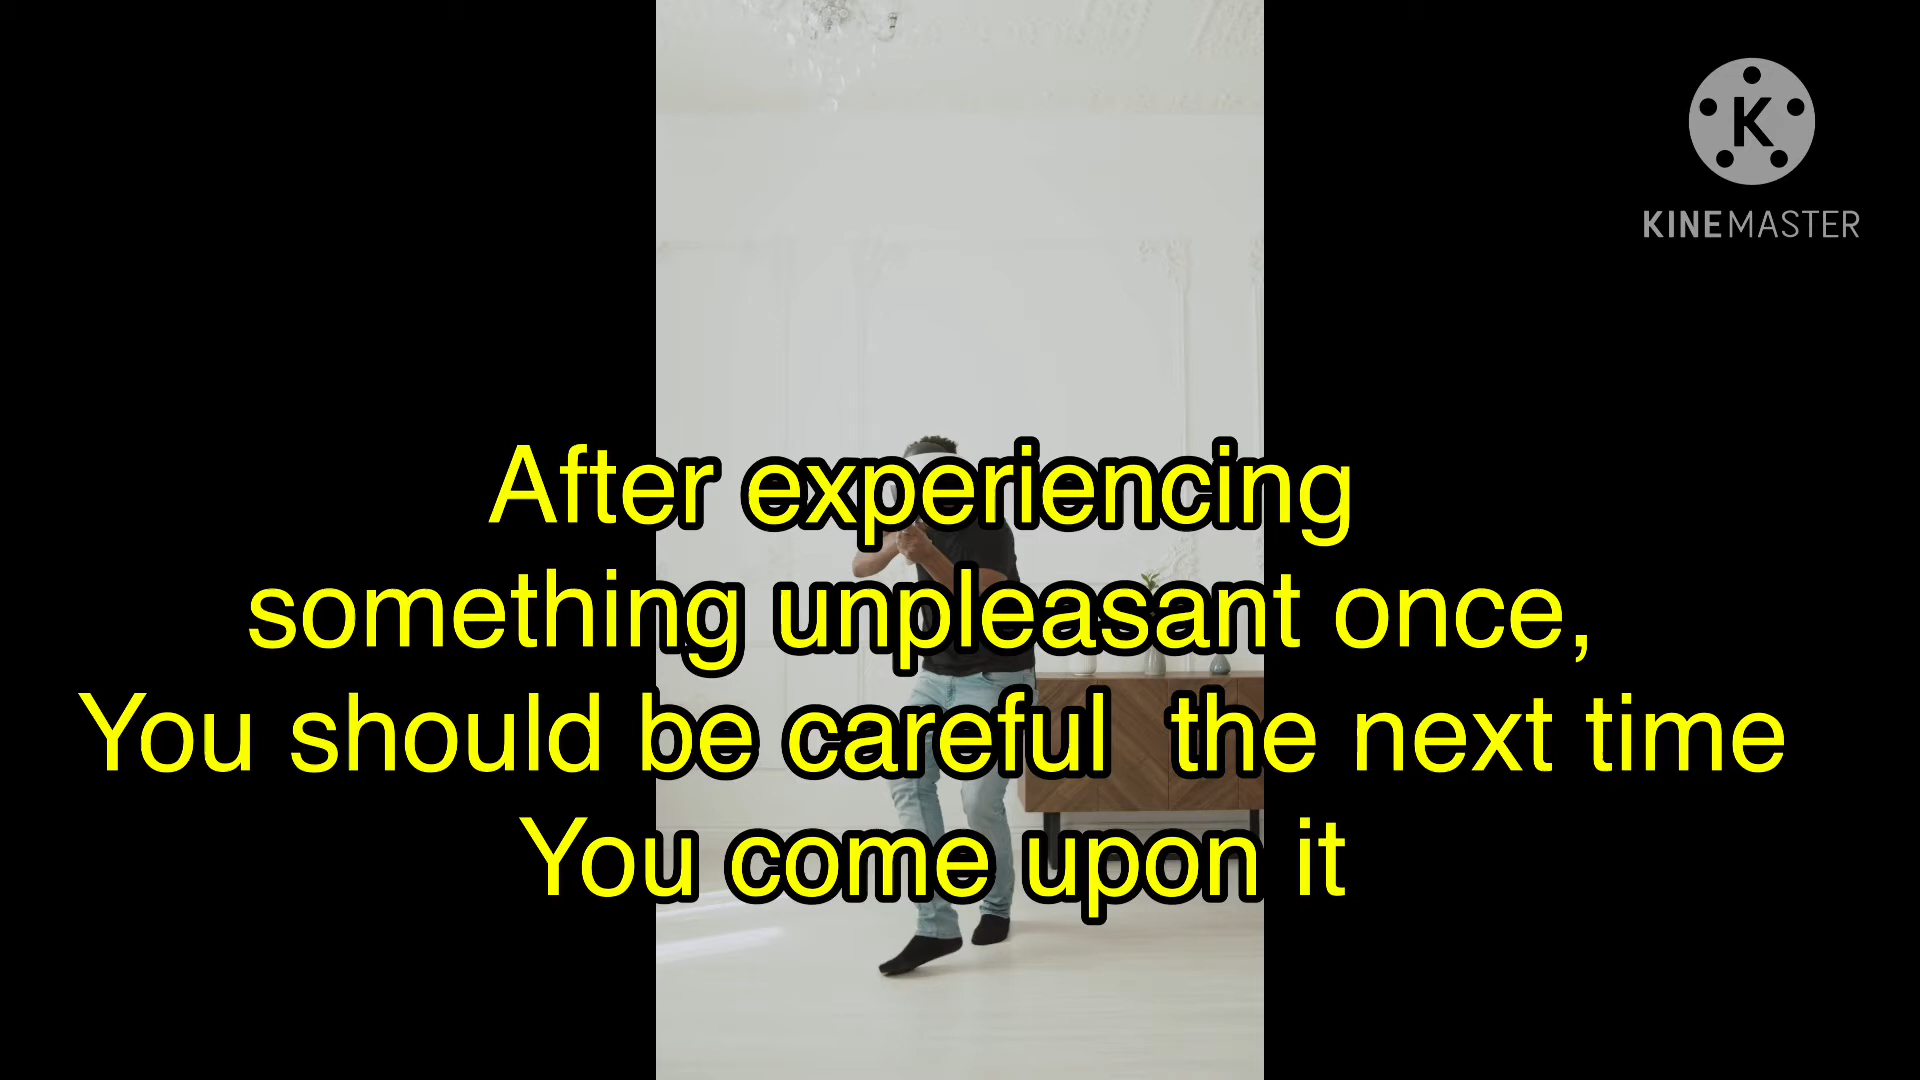 K
KINEMASTER
After experiencing
something unpleasant once,
You should be careful  the next time
You come upon it